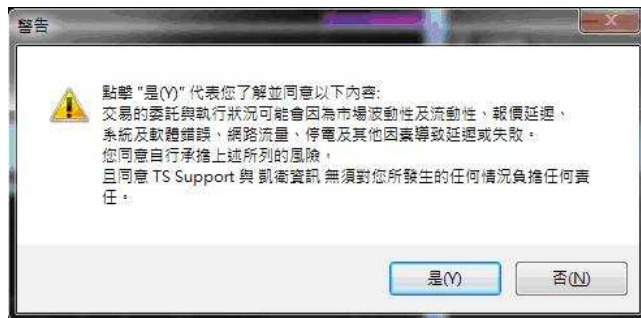 警告
點擊 "是(Y)" 代表您了解並同意以下內容:
交易的委託與執行狀況可能會因為市場波動性及流動性、報價延遲、
系統及軟體錯誤、網路流量、停電及其他因素導致延遲或失敗。
您同意自行承擔上述所列的風險，
且同意 TS Support 與 凱衛資訊 無須對您所發生的任何情況負擔任何責
任。
是(Y)
否(N)